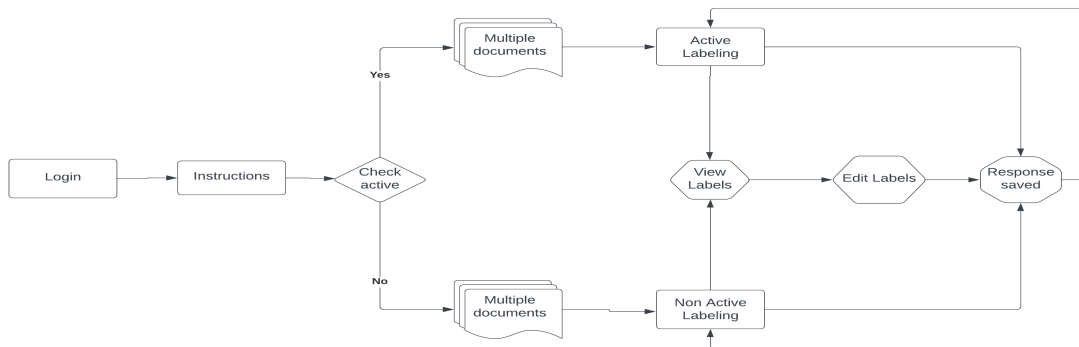 Login
Instructions
Check
active
Yes
No
Multiple
documents
Multiple
documents
Active
Labeling
View
Labels
Non Active
Labeling
Edit Labels
Response
saved